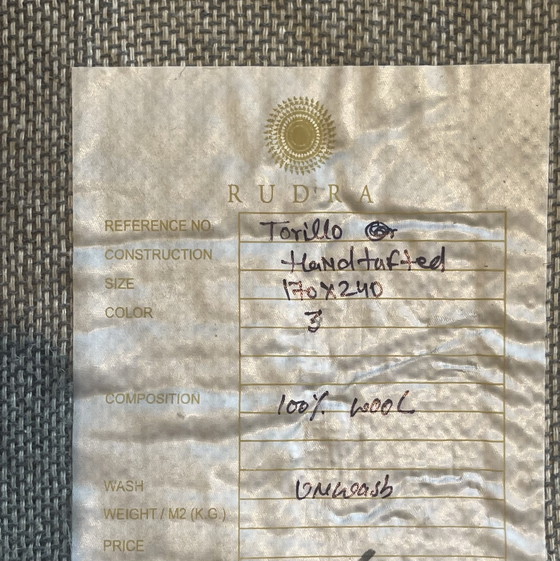 RUDRA
REFERENCE NO. Torillo
CONSTRUCTION Handtufted
SIZE 170X240
COLOR 3
COMPOSITION 100% WOOL
WASH Unwash
WEIGHT / M2 (K.G.)
PRICE